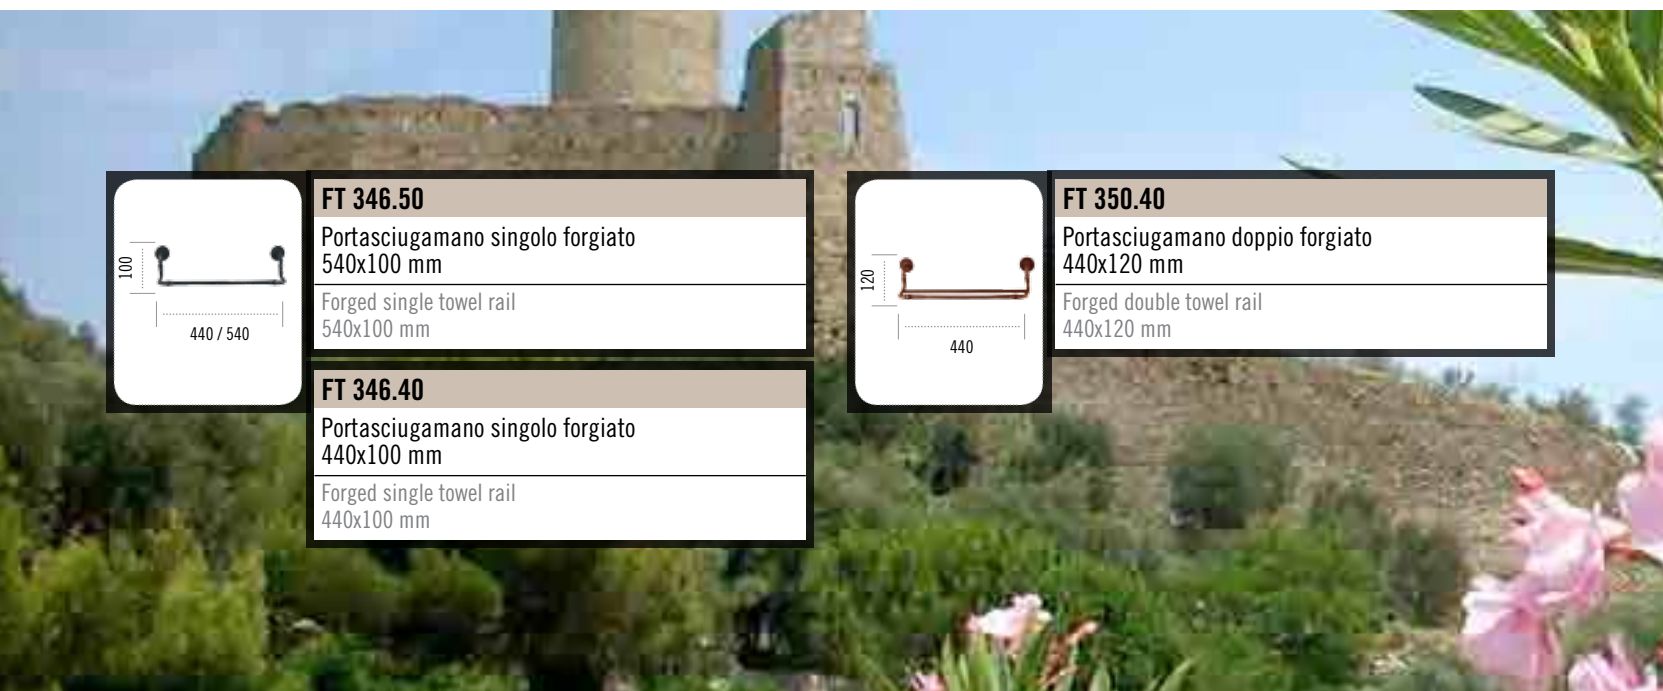 100
440 / 540
FT 346.50
Portasciugamano singolo forgiato
540x100 mm
Forged single towel rail
540x100 mm
FT 346.40
Portasciugamano singolo forgiato
440x100 mm
Forged single towel rail
440x100 mm
120
440
FT 350.40
Portasciugamano doppio forgiato
440x120 mm
Forged double towel rail
440x120 mm